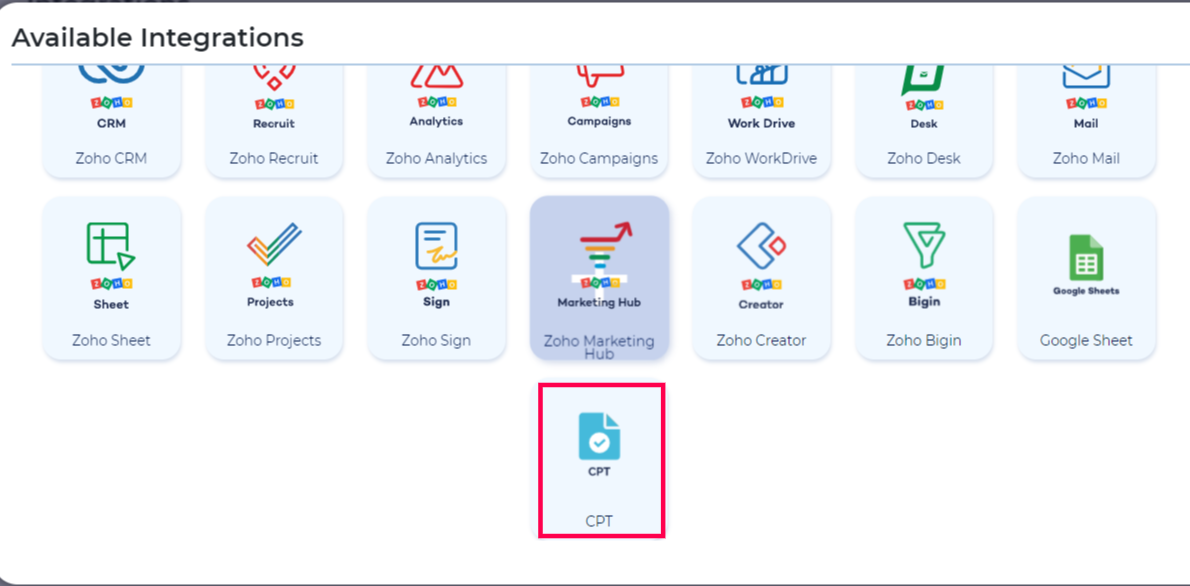 Available Integrations
ZOHO ZOHO ZOHO ZOHO ZOHO ZOHO ZOHO
CRM Recruit Analytics Campaigns Work Drive Desk Mail
Zoho CRM Zoho Recruit Zoho Analytics Zoho Campaigns Zoho WorkDrive Zoho Desk Zoho Mail
ZOHO ZOHO ZOHO ZOHO ZOHO ZOHO
Sheet Projects Sign Marketing Hub Creator Bigin Google Sheets
Zoho Sheet Zoho Projects Zoho Sign Zoho Marketing Hub Zoho Creator Zoho Bigin Google Sheet
CPT
CPT